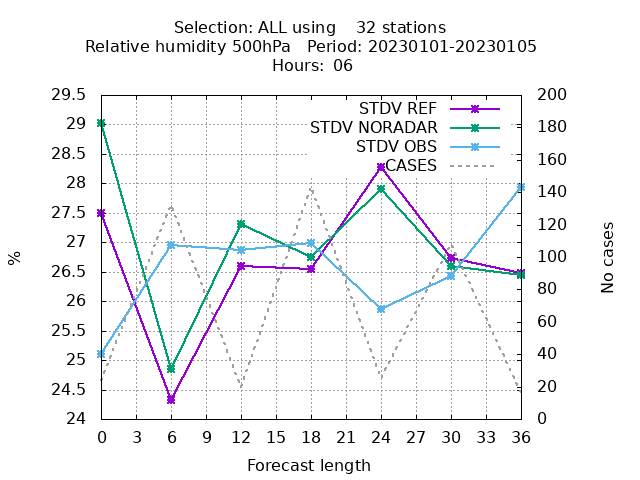 Selection: ALL using    32 stations
Relative humidity 500hPa   Period: 20230101-20230105
Hours:  06
29.5
29
28.5
28
27.5
27
26.5
26
25.5
25
24.5
24
%
STDV REF
STDV NORADAR
STDV OBS
CASES
200
180
160
140
120
100
80
60
40
20
0
No cases
0 3 6 9 12 15 18 21 24 27 30 33 36
Forecast length